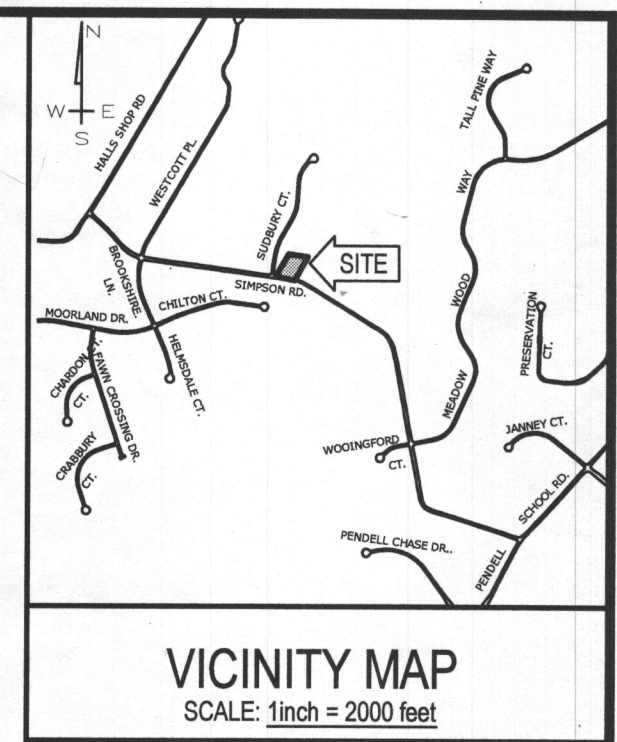 N
W E
S
HALLS SHOP RD
WESTCOTT PL.
TALL PINE WAY
SUDBURY CT.
SITE
SIMPSON RD.
BROOKSHIRE
LN.
MOORLAND DR.
CHILTON CT.
HELMSDALE CT.
CHARDON
CT.
FAWN CROSSING DR.
CRABBURY
CT.
MEADOW
WOOD
WAY
PRESERVATION
CT.
WOOINGFORD
CT.
JANNEY CT.
PENDELL CHASE DR..
PENDELL
SCHOOL RD.
VICINITY MAP
SCALE: 1inch = 2000 feet